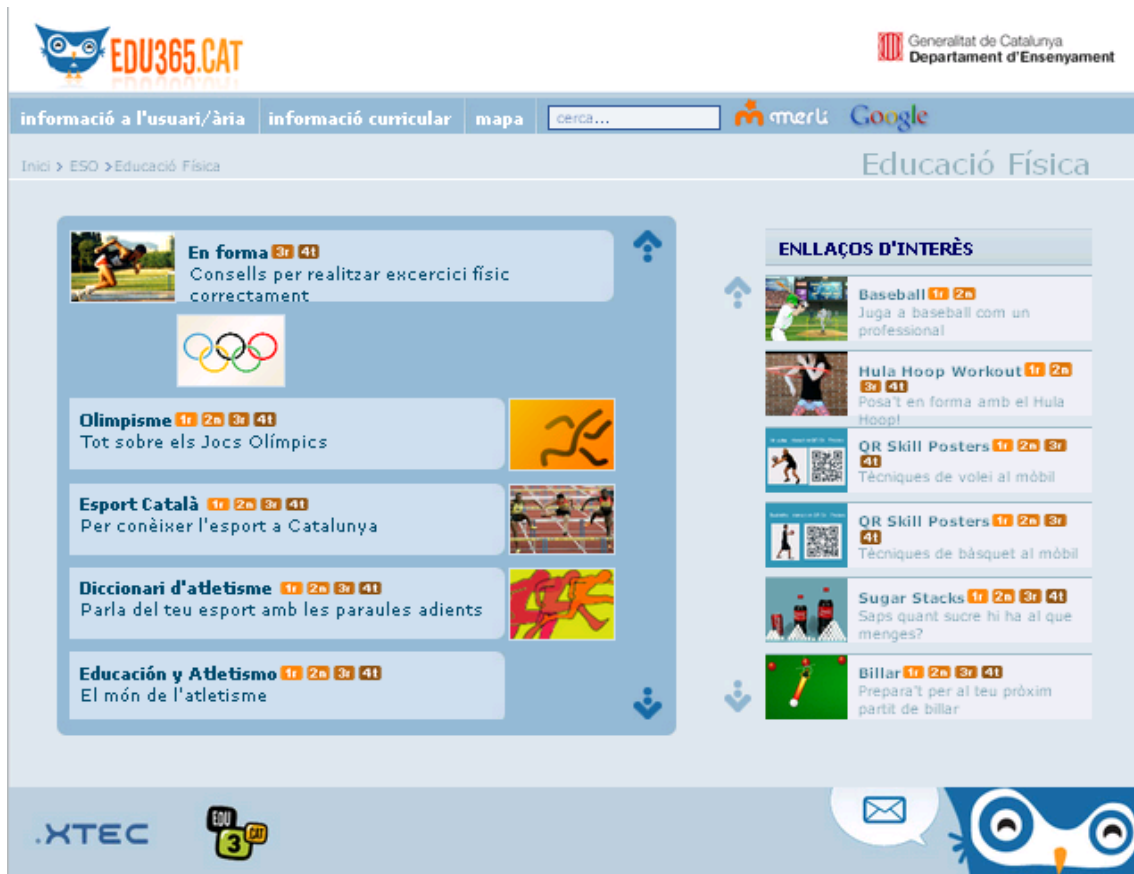 EDU365.CAT
Generalitat de Catalunya
Departament d'Ensenyament
informació a l'usuari/ària
informació curricular
mapa
cerca...
merli
Google
Inici > ESO >Educació Física
Educació Física
En forma 3r 4t
Consells per realitzar excercici físic
correctament
Olimpisme 1r 2n 3r 4t
Tot sobre els Jocs Olímpics
Esport Català 1r 2n 3r 4t
Per conèixer l'esport a Catalunya
Diccionari d'atletisme 1r 2n 3r 4t
Parla del teu esport amb les paraules adients
Educación y Atletismo 1r 2n 3r 4t
El món de l'atletisme
ENLLAÇOS D'INTERÈS
Baseball 1r 2n
Juga a baseball com un
professional
Hula Hoop Workout 1r 2n
3r 4t
Posa't en forma amb el Hula
Hoop!
QR Skill Posters 1r 2n 3r
4t
Tècniques de volei al mòbil
QR Skill Posters 1r 2n 3r
4t
Tècniques de bàsquet al mòbil
Sugar Stacks 1r 2n 3r 4t
Saps quant sucre hi ha al que
menges?
Billar 1r 2n 3r 4t
Prepara't per al teu pròxim
partit de billar
.XTEC
EDU
3
CAT